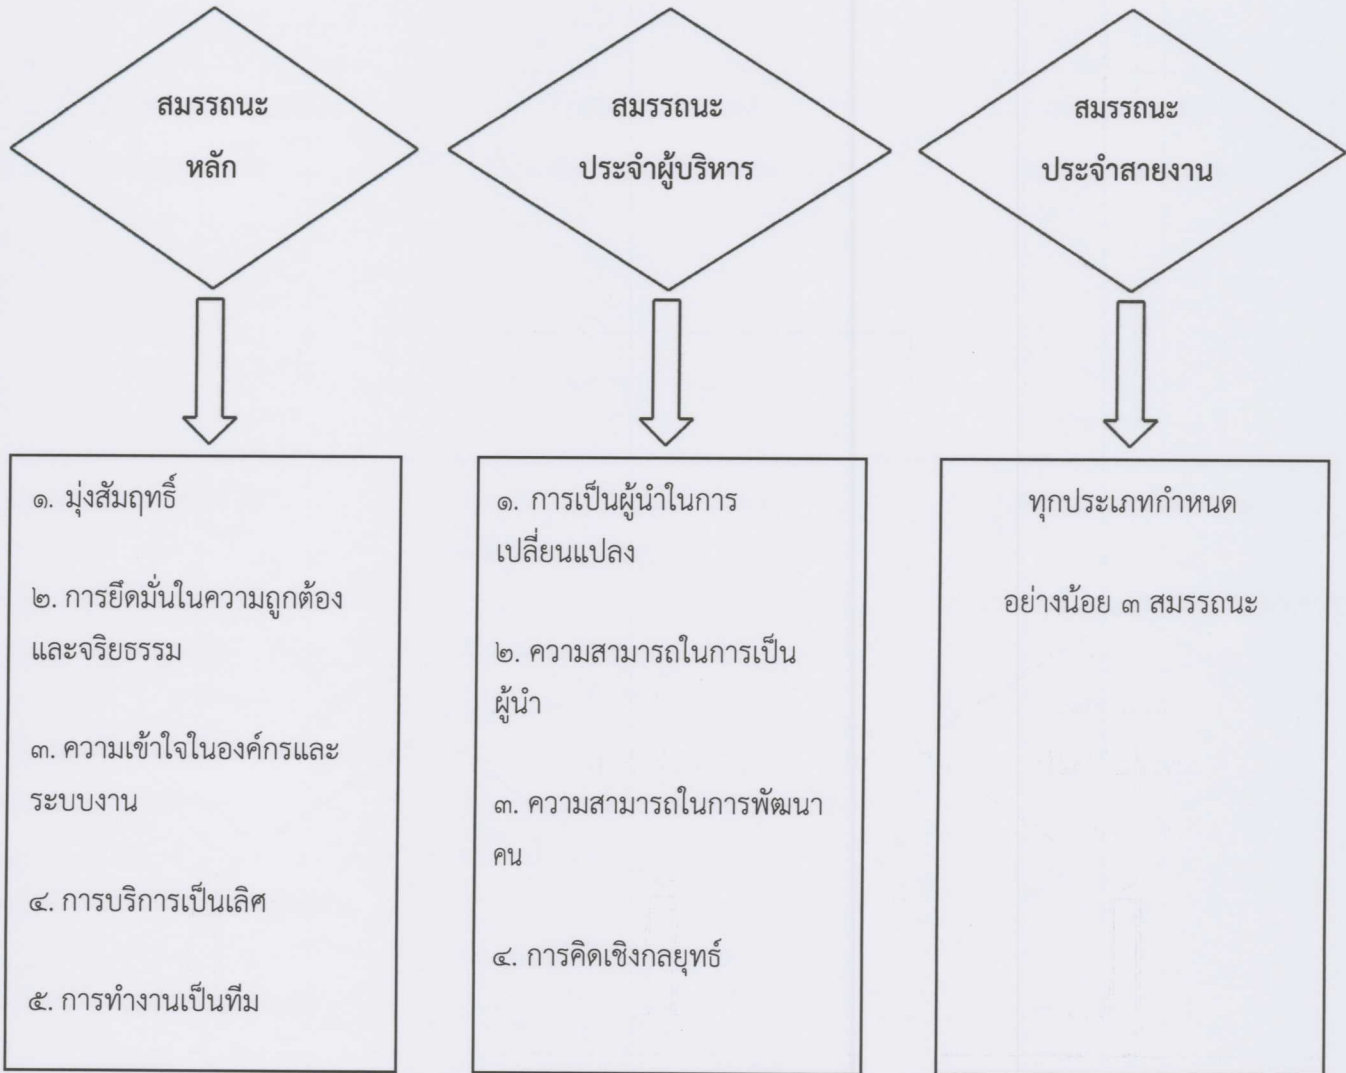 สมรรถนะ
หลัก
๑. มุ่งสัมฤทธิ์
๒. การยึดมั่นในความถูกต้อง
และจริยธรรม
๓. ความเข้าใจในองค์กรและ
ระบบงาน
๔. การบริการเป็นเลิศ
๕. การทำงานเป็นทีม
สมรรถนะ
ประจำผู้บริหาร
๑. การเป็นผู้นำในการ
เปลี่ยนแปลง
๒. ความสามารถในการเป็น
ผู้นำ
๓. ความสามารถในการพัฒนา
คน
๔. การคิดเชิงกลยุทธ์
สมรรถนะ
ประจำสายงาน
ทุกประเภทกำหนด
อย่างน้อย ๓ สมรรถนะ